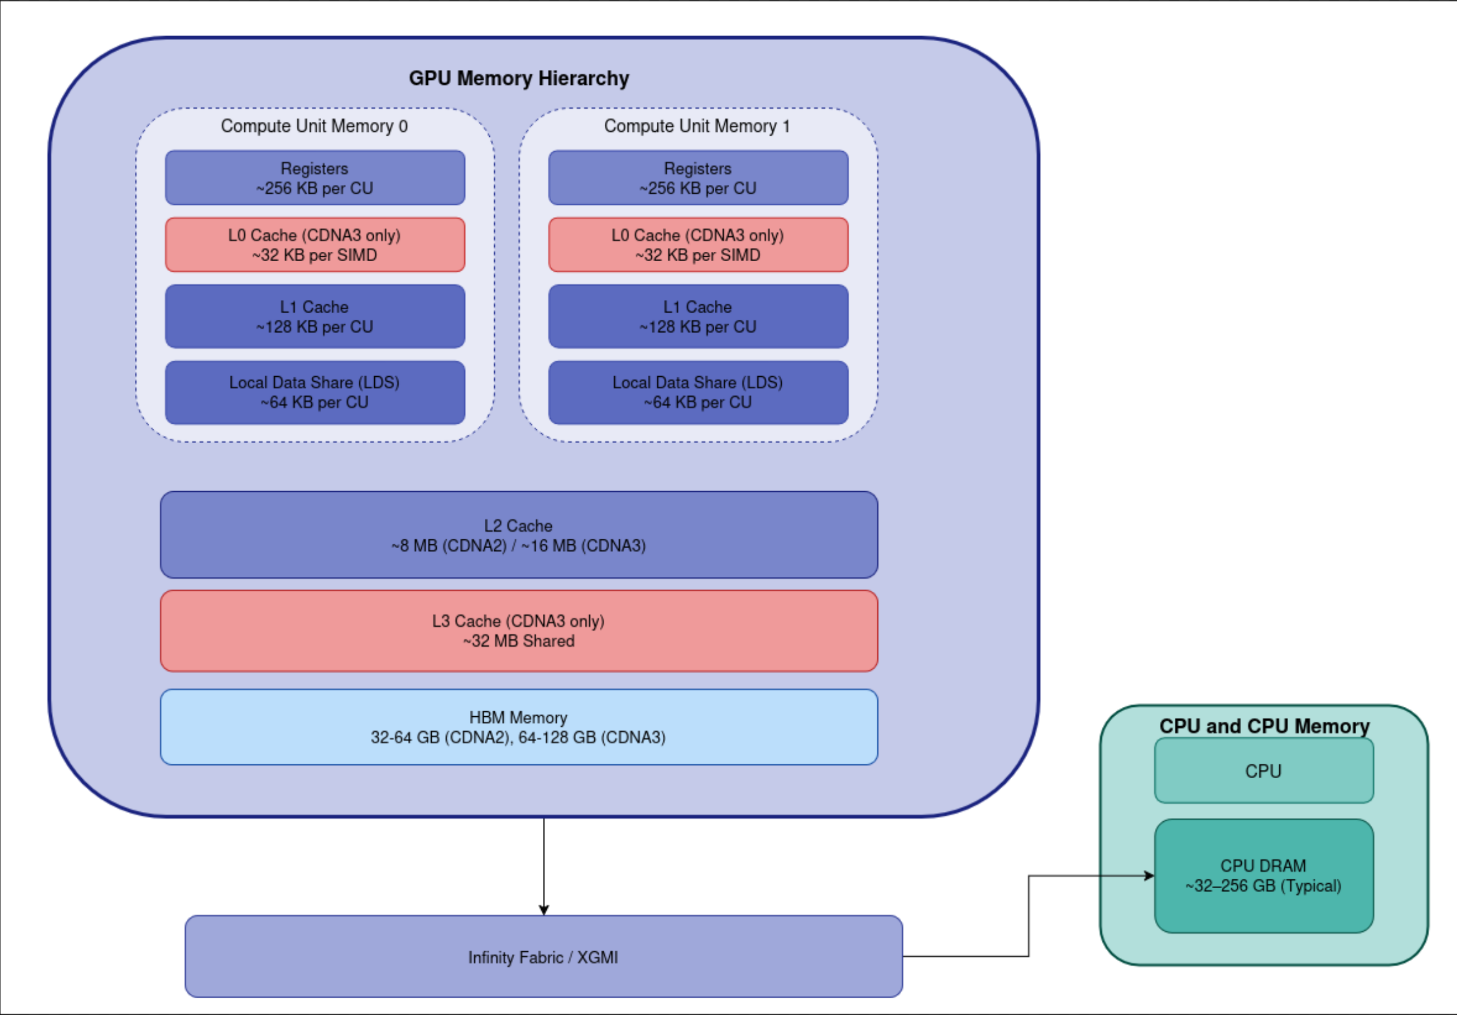 GPU Memory Hierarchy
Compute Unit Memory 0
Registers
~256 KB per CU
L0 Cache (CDNA3 only)
~32 KB per SIMD
L1 Cache
~128 KB per CU
Local Data Share (LDS)
~64 KB per CU
Compute Unit Memory 1
Registers
~256 KB per CU
L0 Cache (CDNA3 only)
~32 KB per SIMD
L1 Cache
~128 KB per CU
Local Data Share (LDS)
~64 KB per CU
L2 Cache
~8 MB (CDNA2) / ~16 MB (CDNA3)
L3 Cache (CDNA3 only)
~32 MB Shared
HBM Memory
32-64 GB (CDNA2), 64-128 GB (CDNA3)
Infinity Fabric / XGMI
CPU and CPU Memory
CPU
CPU DRAM
~32–256 GB (Typical)